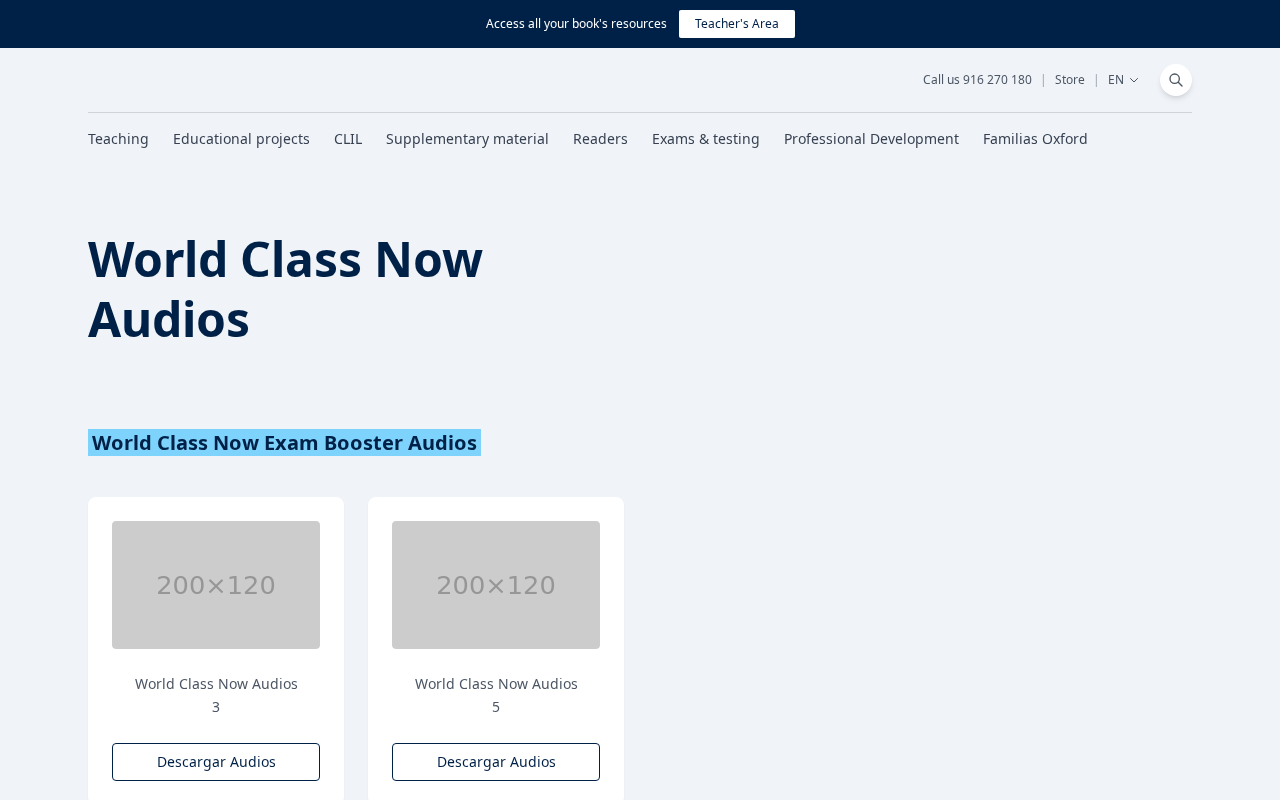 Access all your book's resources Teacher's Area
Call us 916 270 180 | Store | EN
Teaching Educational projects CLIL Supplementary material Readers Exams & testing Professional Development Familias Oxford
World Class Now
Audios
World Class Now Exam Booster Audios
200×120
World Class Now Audios
3
Descargar Audios
200×120
World Class Now Audios
5
Descargar Audios